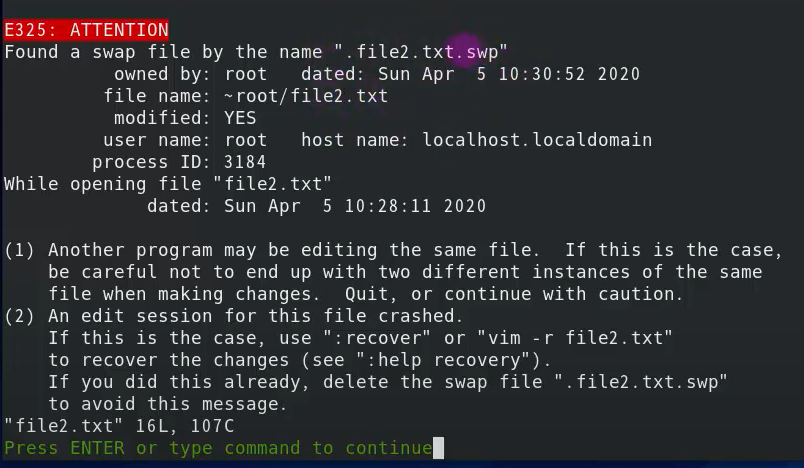 E325: ATTENTION
Found a swap file by the name ".file2.txt.swp"
          owned by: root   dated: Sun Apr  5 10:30:52 2020
         file name: ~root/file2.txt
          modified: YES
         user name: root   host name: localhost.localdomain
        process ID: 3184
While opening file "file2.txt"
             dated: Sun Apr  5 10:28:11 2020

(1) Another program may be editing the same file.  If this is the case,
    be careful not to end up with two different instances of the same
    file when making changes.  Quit, or continue with caution.
(2) An edit session for this file crashed.
    If this is the case, use ":recover" or "vim -r file2.txt"
    to recover the changes (see ":help recovery").
    If you did this already, delete the swap file ".file2.txt.swp"
    to avoid this message.
"file2.txt" 16L, 107C
Press ENTER or type command to continue